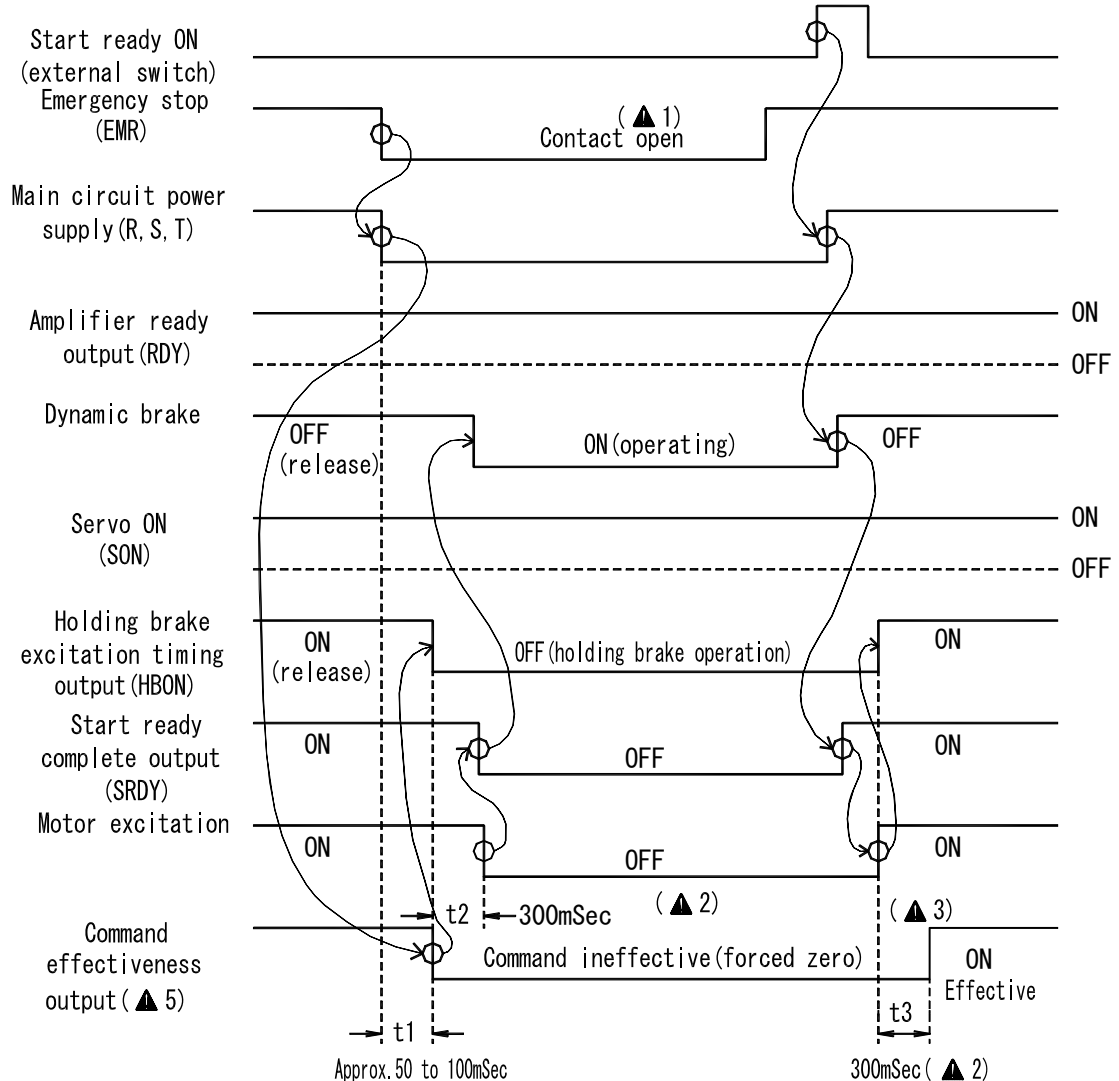 Start ready ON
(external switch)
Emergency stop
(EMR)
(▲1)
Contact open
Main circuit power
supply(R,S,T)
Amplifier ready
output(RDY)
ON
OFF
Dynamic brake
OFF
(release)
ON(operating)
OFF
Servo ON
(SON)
ON
OFF
Holding brake
excitation timing
output(HBON)
ON
(release)
OFF(holding brake operation)
ON
Start ready
complete output
(SRDY)
ON
OFF
ON
Motor excitation
ON
OFF
ON
t2
300mSec
(▲2)
(▲3)
Command
effectiveness
output(▲5)
Command ineffective(forced zero)
ON
Effective
t1
t3
Approx.50 to 100mSec
300mSec(▲2)